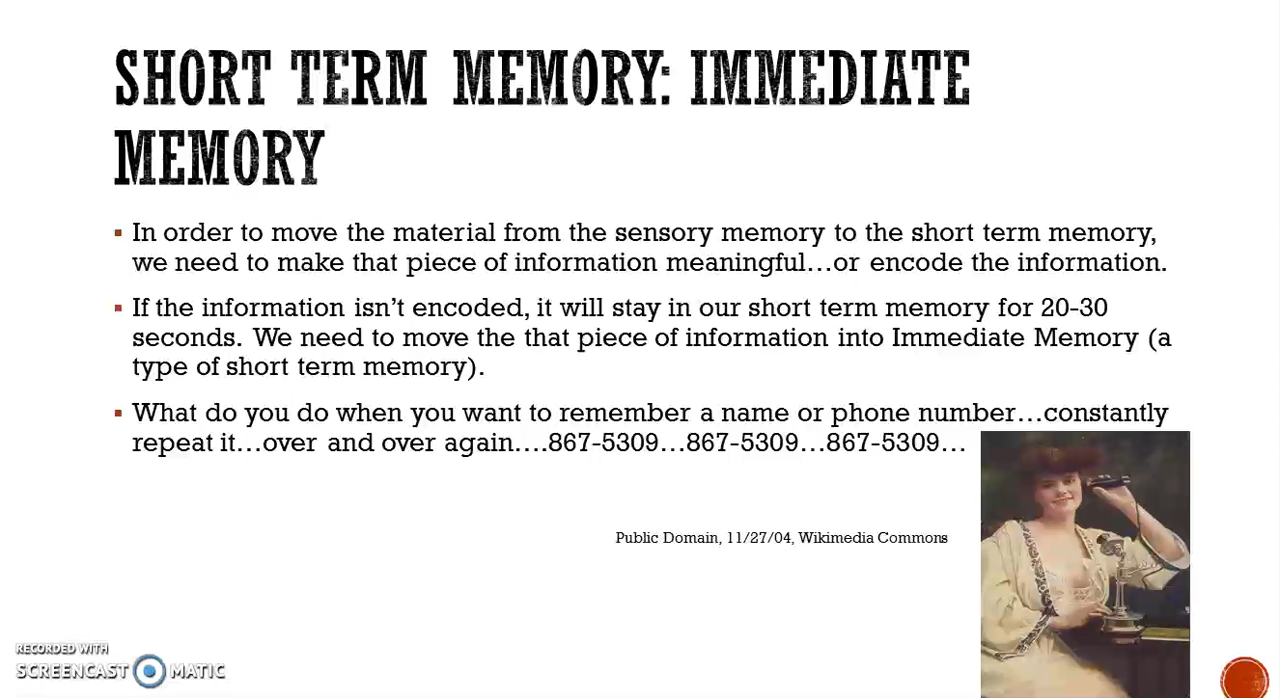 SHORT TERM MEMORY: IMMEDIATE
MEMORY
▪ In order to move the material from the sensory memory to the short term memory,
we need to make that piece of information meaningful…or encode the information.
▪ If the information isn’t encoded, it will stay in our short term memory for 20-30
seconds. We need to move the that piece of information into Immediate Memory (a
type of short term memory).
▪ What do you do when you want to remember a name or phone number…constantly
repeat it…over and over again….867-5309…867-5309…867-5309…
Public Domain, 11/27/04, Wikimedia Commons
RECORDED WITH
SCREENCAST MATIC